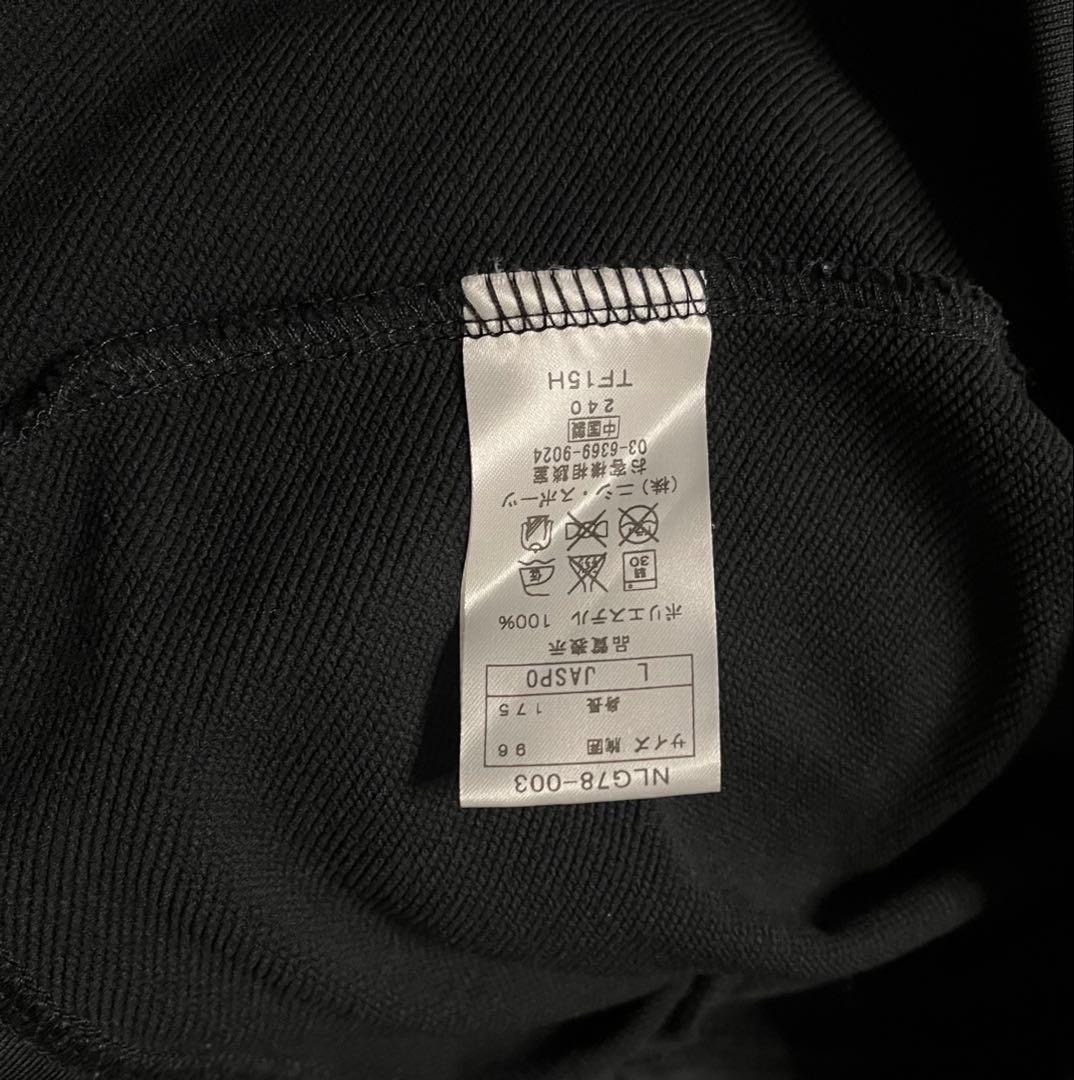 NLG78-003
サイズ 胸囲 96
身長 175
L JASPO
品質表示
ポリエステル 100%
30
低
(株)ニシ・スポーツ
お客様相談室
03-6369-9024
中国製
240
TF15H